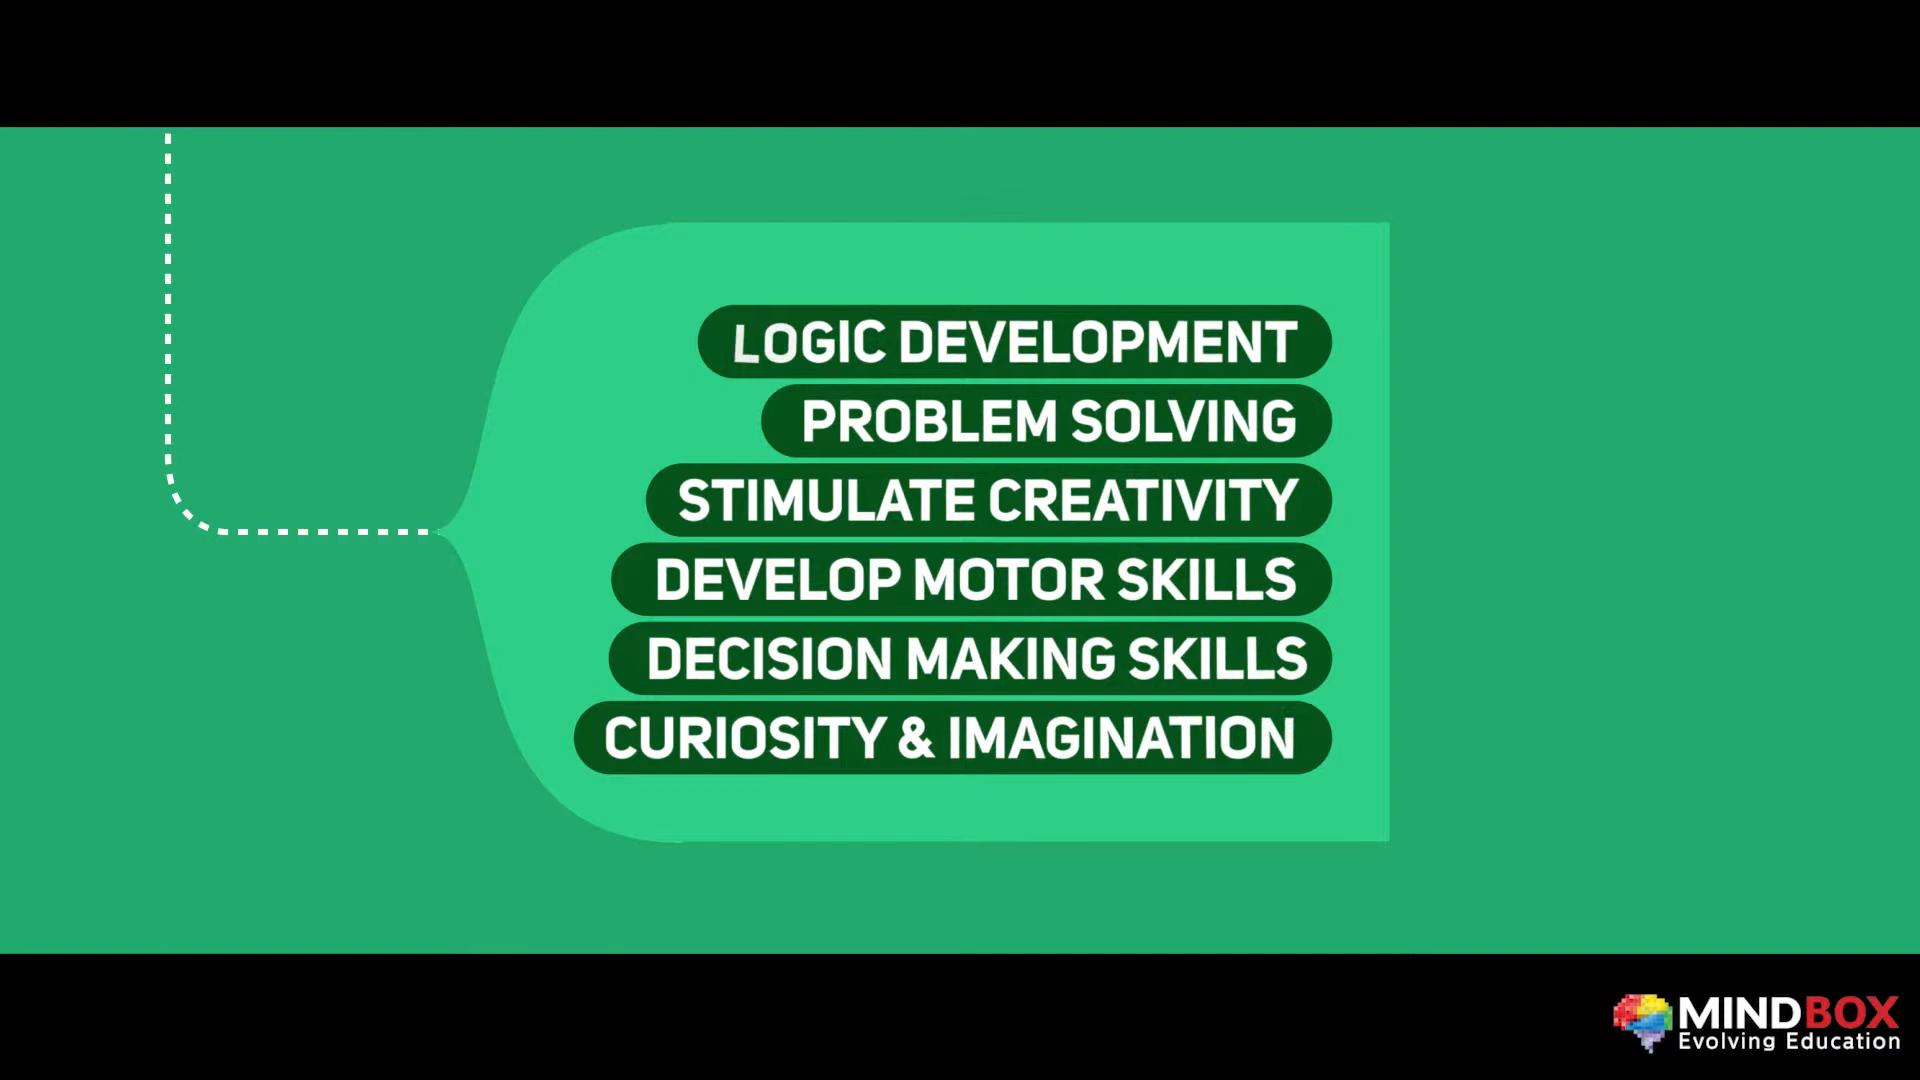 LOGIC DEVELOPMENT
PROBLEM SOLVING
STIMULATE CREATIVITY
DEVELOP MOTOR SKILLS
DECISION MAKING SKILLS
CURIOSITY & IMAGINATION
MINDBOX
Evolving Education